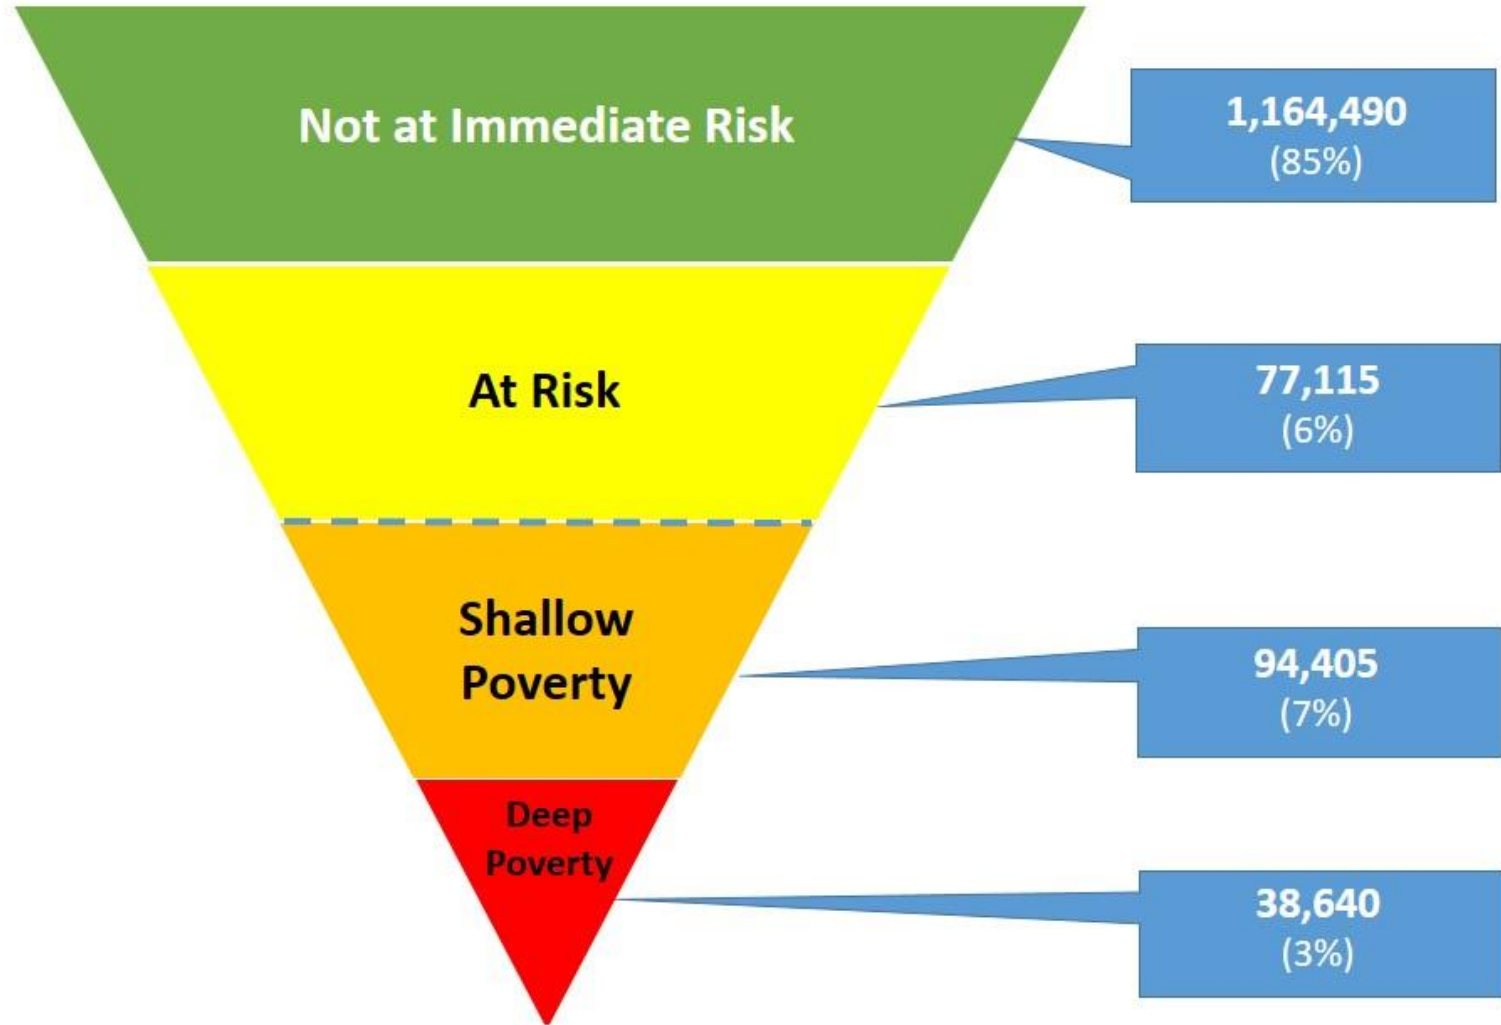 Not at Immediate Risk
1,164,490
(85%)
At Risk
77,115
(6%)
Shallow
Poverty
94,405
(7%)
Deep
Poverty
38,640
(3%)